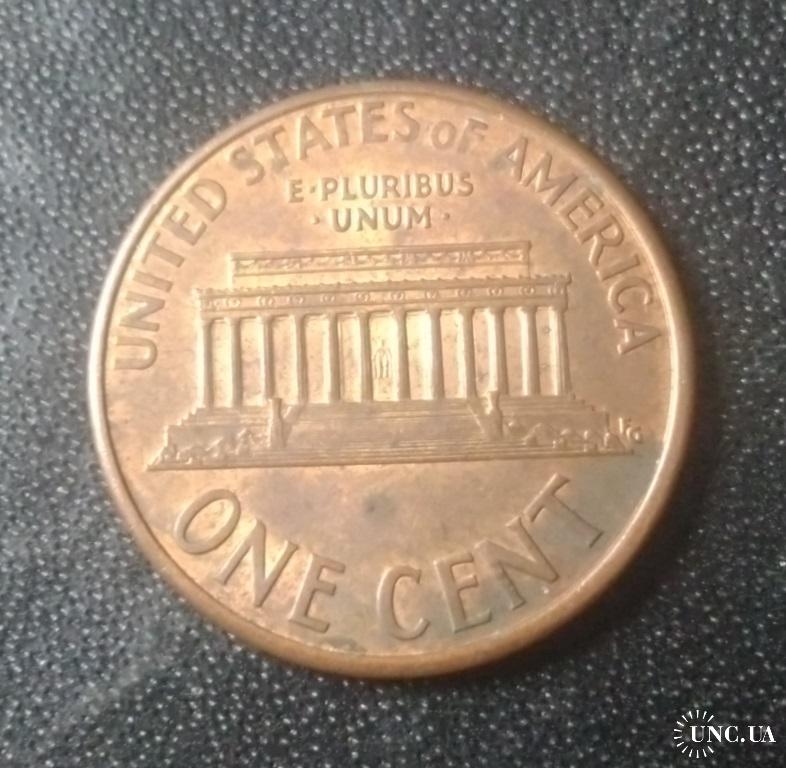 UNITED STATES OF AMERICA
E·PLURIBUS
·UNUM·
ONE CENT
UNC.UA